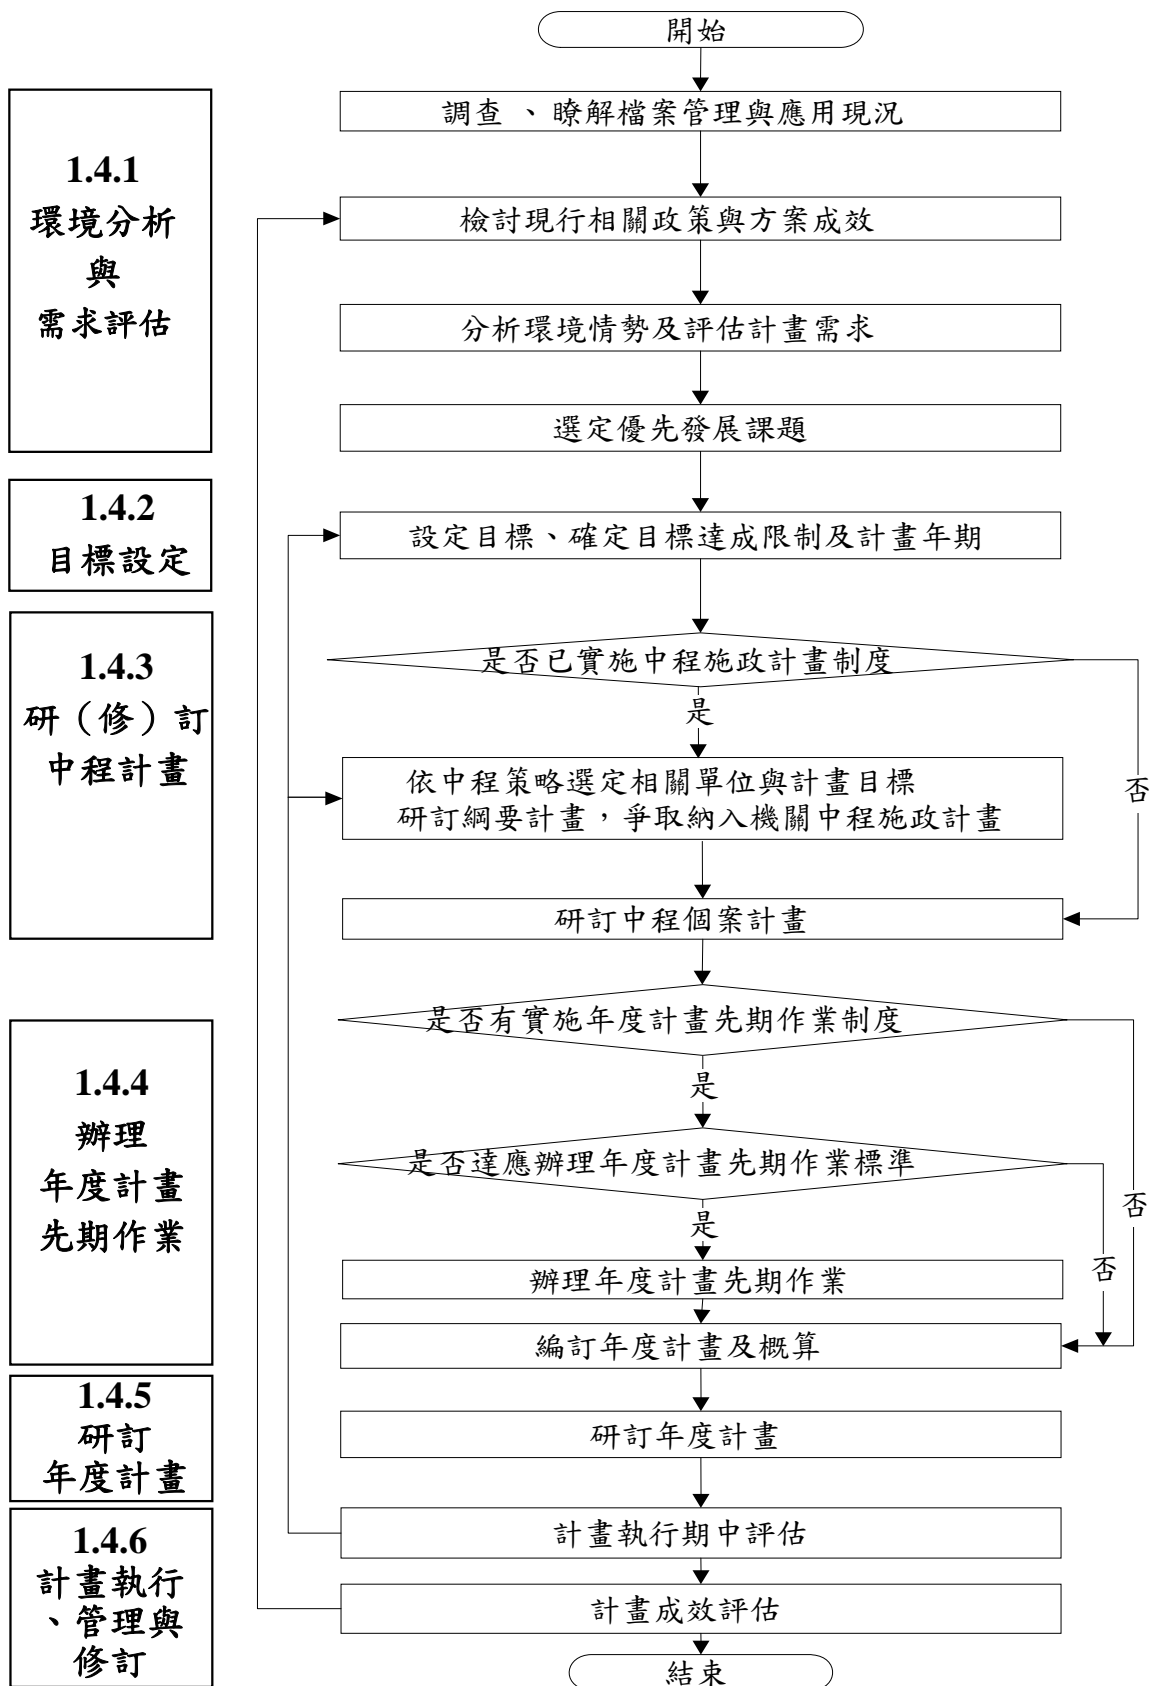 開始
調查 、瞭解檔案管理與應用現況
1.4.1
環境分析
與
需求評估
檢討現行相關政策與方案成效
分析環境情勢及評估計畫需求
選定優先發展課題
1.4.2
目標設定
設定目標、確定目標達成限制及計畫年期
1.4.3
研（修）訂
中程計畫
是否已實施中程施政計畫制度
是
否
依中程策略選定相關單位與計畫目標
研訂綱要計畫，爭取納入機關中程施政計畫
研訂中程個案計畫
是否有實施年度計畫先期作業制度
1.4.4
辦理
年度計畫
先期作業
是
是否達應辦理年度計畫先期作業標準
否
是
否
辦理年度計畫先期作業
編訂年度計畫及概算
1.4.5
研訂
年度計畫
研訂年度計畫
1.4.6
計畫執行
、管理與
修訂
計畫執行期中評估
計畫成效評估
結束